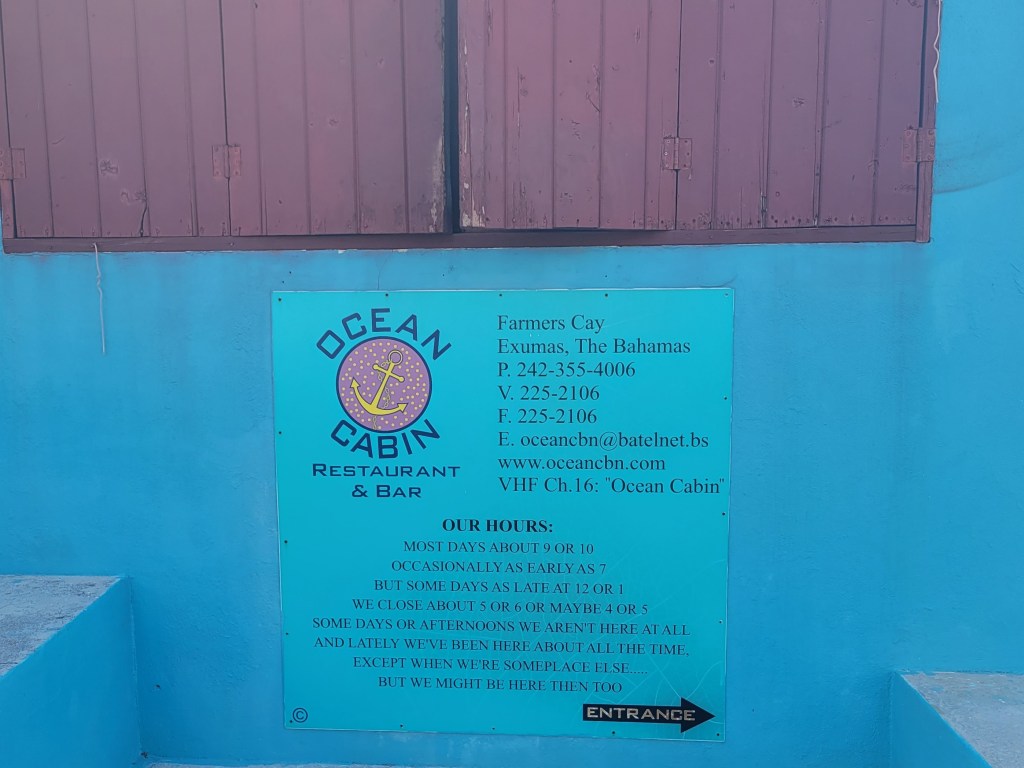 OCEAN
CABIN
RESTAURANT
& BAR
Farmers Cay
Exumas, The Bahamas
P. 242-355-4006
V. 225-2106
F. 225-2106
E. oceancbn@batelnet.bs
www.oceancbn.com
VHF Ch.16: "Ocean Cabin"
OUR HOURS:
MOST DAYS ABOUT 9 OR 10
OCCASIONALLY AS EARLY AS 7
BUT SOME DAYS AS LATE AT 12 OR 1
WE CLOSE ABOUT 5 OR 6 OR MAYBE 4 OR 5
SOME DAYS OR AFTERNOONS WE AREN'T HERE AT ALL
AND LATELY WE'VE BEEN HERE ABOUT ALL THE TIME,
EXCEPT WHEN WE'RE SOMEPLACE ELSE.....
BUT WE MIGHT BE HERE THEN TOO
©
ENTRANCE